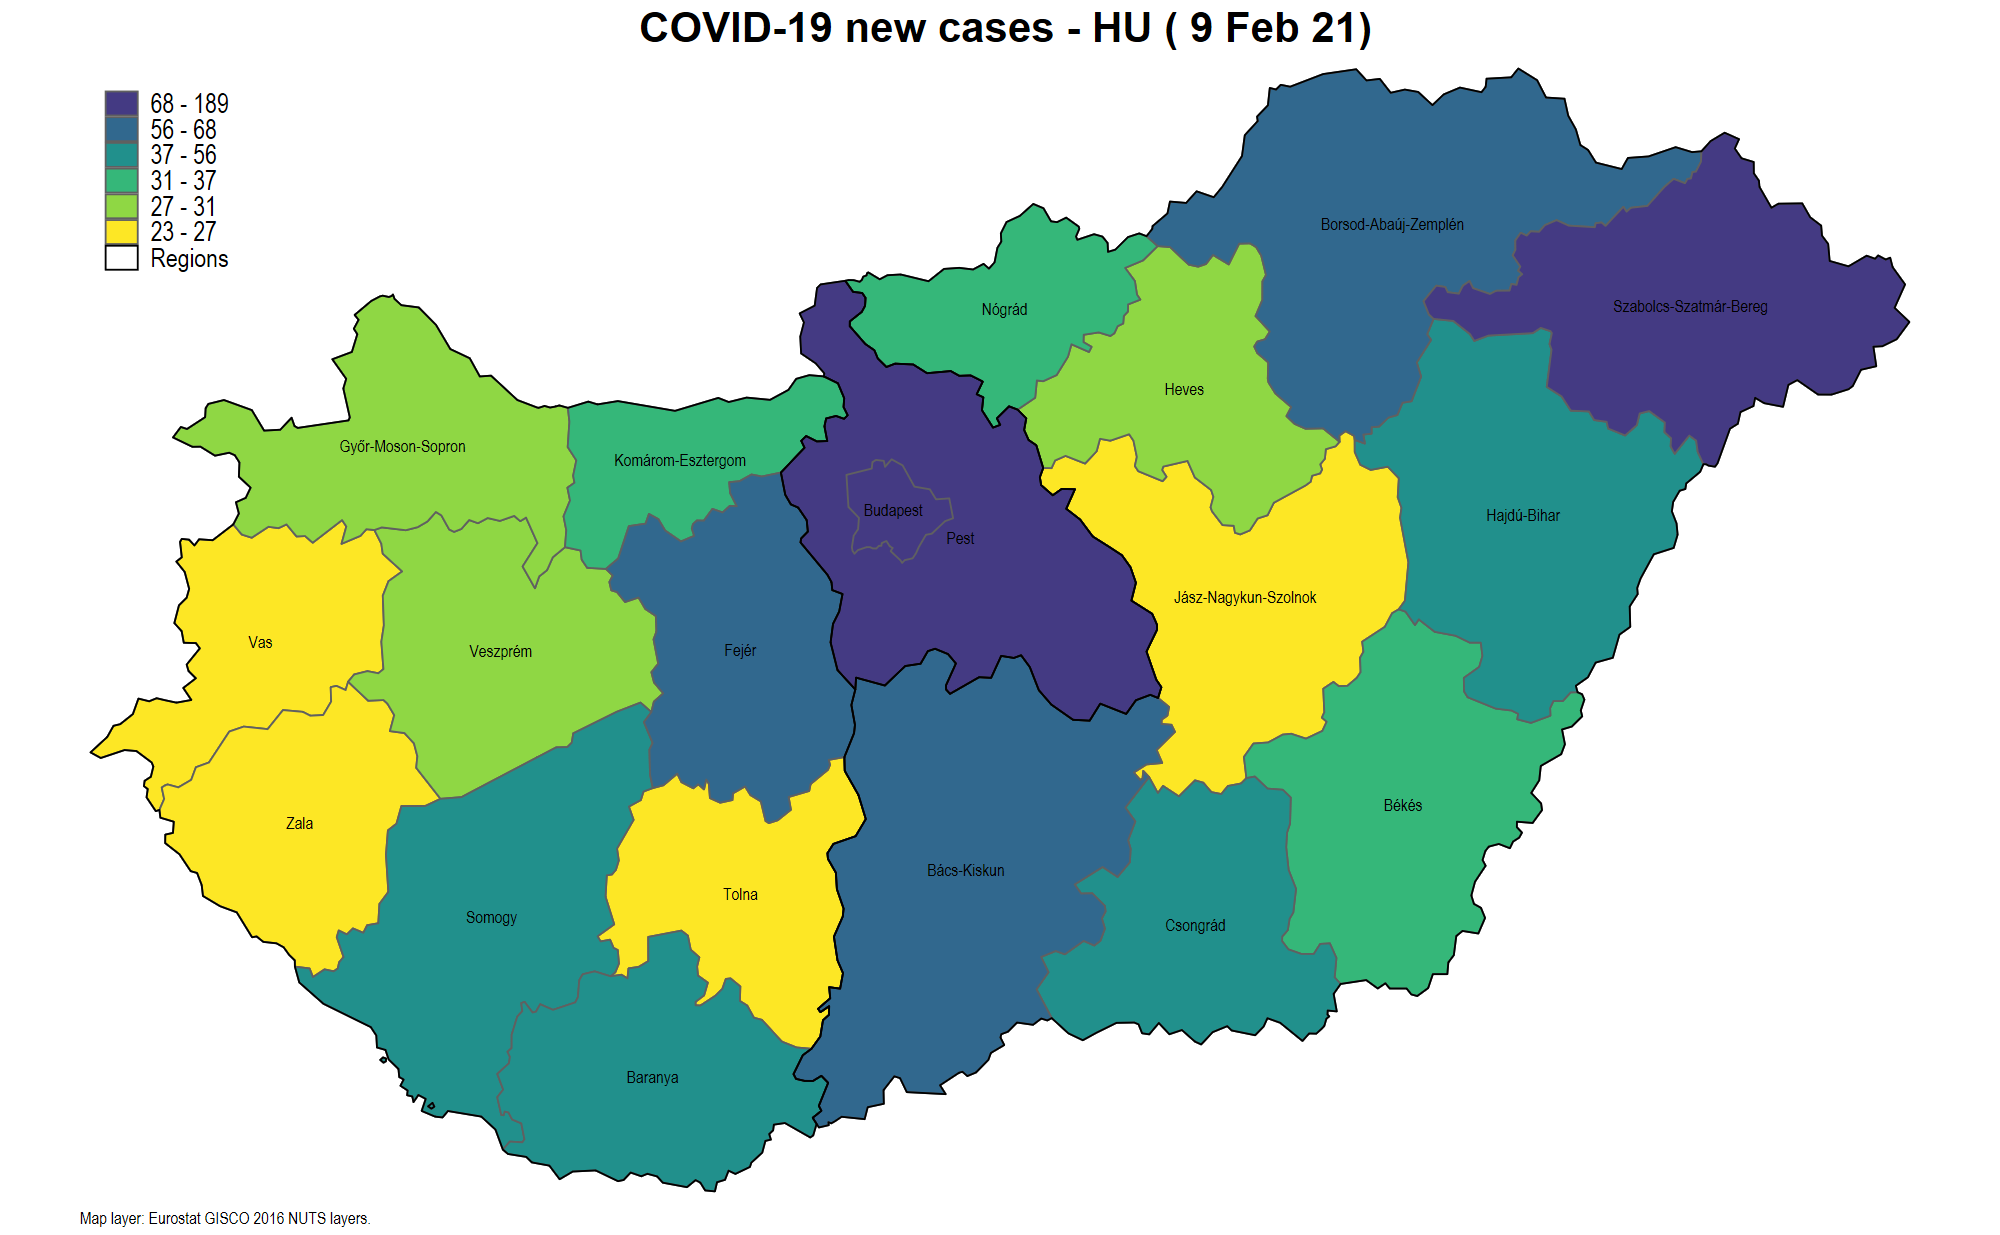 COVID-19 new cases - HU ( 9 Feb 21)
68 - 189
56 - 68
37 - 56
31 - 37
27 - 31
23 - 27
Regions
Borsod-Abaúj-Zemplén
Szabolcs-Szatmár-Bereg
Nógrád
Heves
Győr-Moson-Sopron
Komárom-Esztergom
Budapest
Hajdú-Bihar
Pest
Jász-Nagykun-Szolnok
Vas
Veszprém
Fejér
Békés
Zala
Bács-Kiskun
Tolna
Somogy
Csongrád
Baranya
Map layer: Eurostat GISCO 2016 NUTS layers.